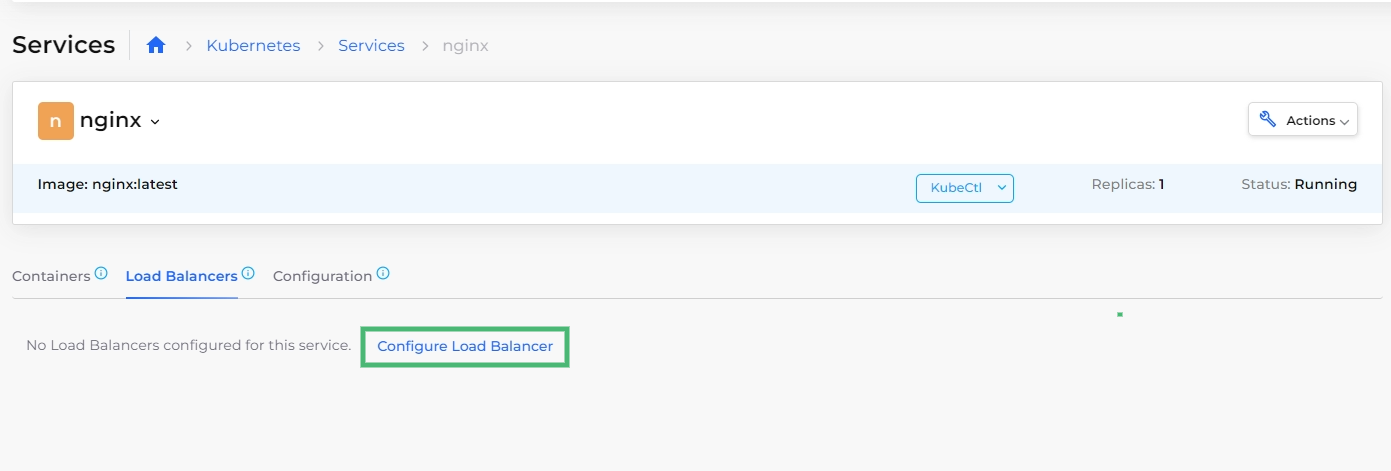 Services > Kubernetes > Services > nginx
n nginx
Actions
Image: nginx:latest KubeCtl Replicas: 1 Status: Running
Containers Load Balancers Configuration
No Load Balancers configured for this service. Configure Load Balancer